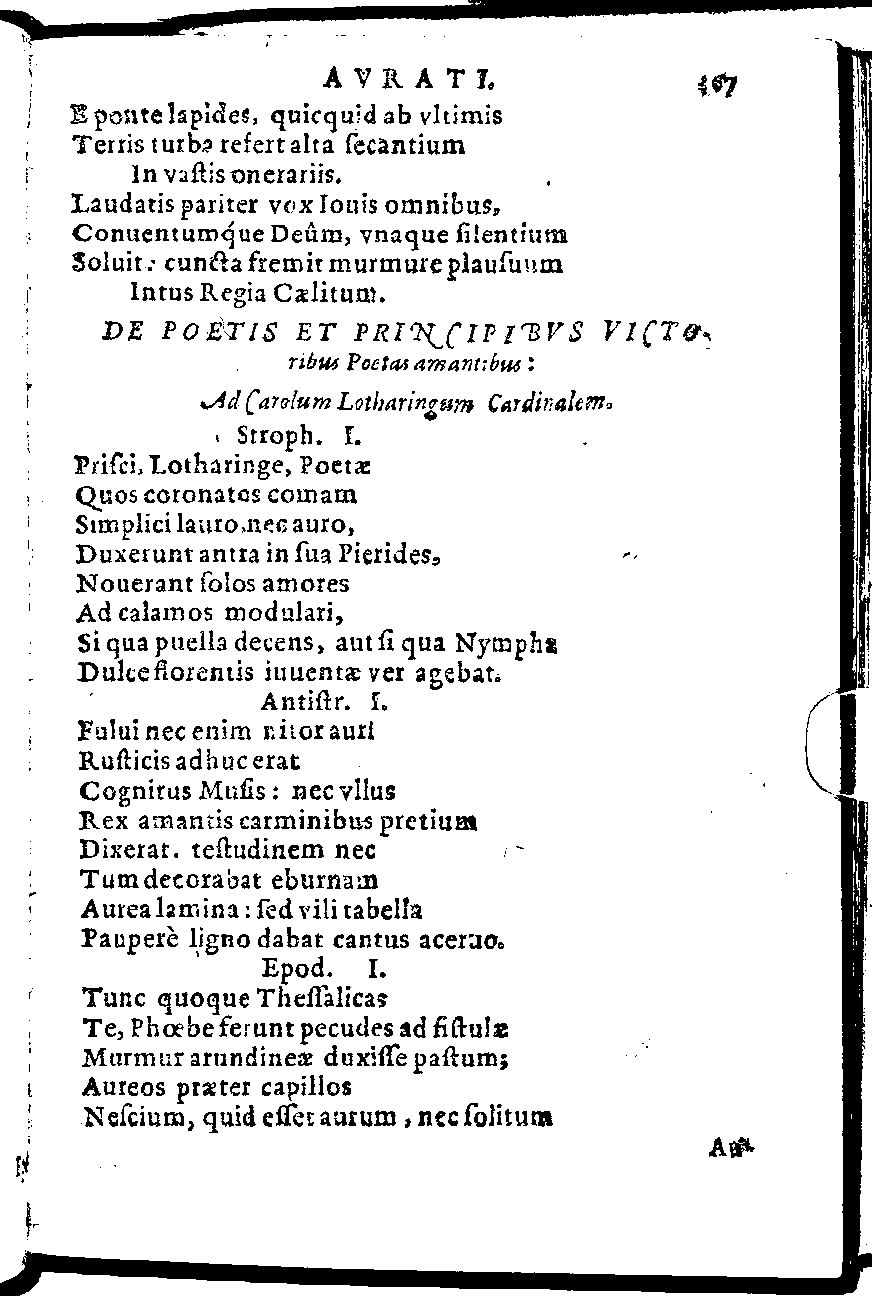 AVRATI. 167
E ponte lapides, quicquid ab vltimis
Terris turba refert alta ſecantium
In vaſtis onerariis.
Laudatis pariter vox Iouis omnibus,
Conuentumq́ue Deûm, vnaque ſilentium
Soluit: cuncta fremit murmure plauſuum
Intus Regia Cælitum.
DE POETIS ET PRINCIPIBVS VICTO-
ribus Poetas amantibus:
Ad Carolum Lotharingum Cardinalem.
Stroph. I.
Priſci, Lotharinge, Poetæ
Quos coronatos comam
Simplici lauro, nec auro,
Duxerunt antra in ſua Pierides,
Nouerant ſolos amores
Ad calamos modulari,
Si qua puella decens, aut ſi qua Nympha
Dulce florentis iuuentæ ver agebat.
Antiſtr. I.
Fului nec enim nitor auri
Ruſticis adhuc erat
Cognitus Muſis: nec vllus
Rex amantis carminibus pretium
Dixerat. teſtudinem nec
Tum decorabat eburnam
Aurea lamina: ſed vili tabella
Pauperè ligno dabat cantus aceruo.
Epod. I.
Tunc quoque Theſſalicas
Te, Phœbe ferunt pecudes ad fiſtulæ
Murmur arundineæ duxiſſe paſtum;
Aureos præter capillos
Neſcium, quid eſſet aurum, nec ſolitum